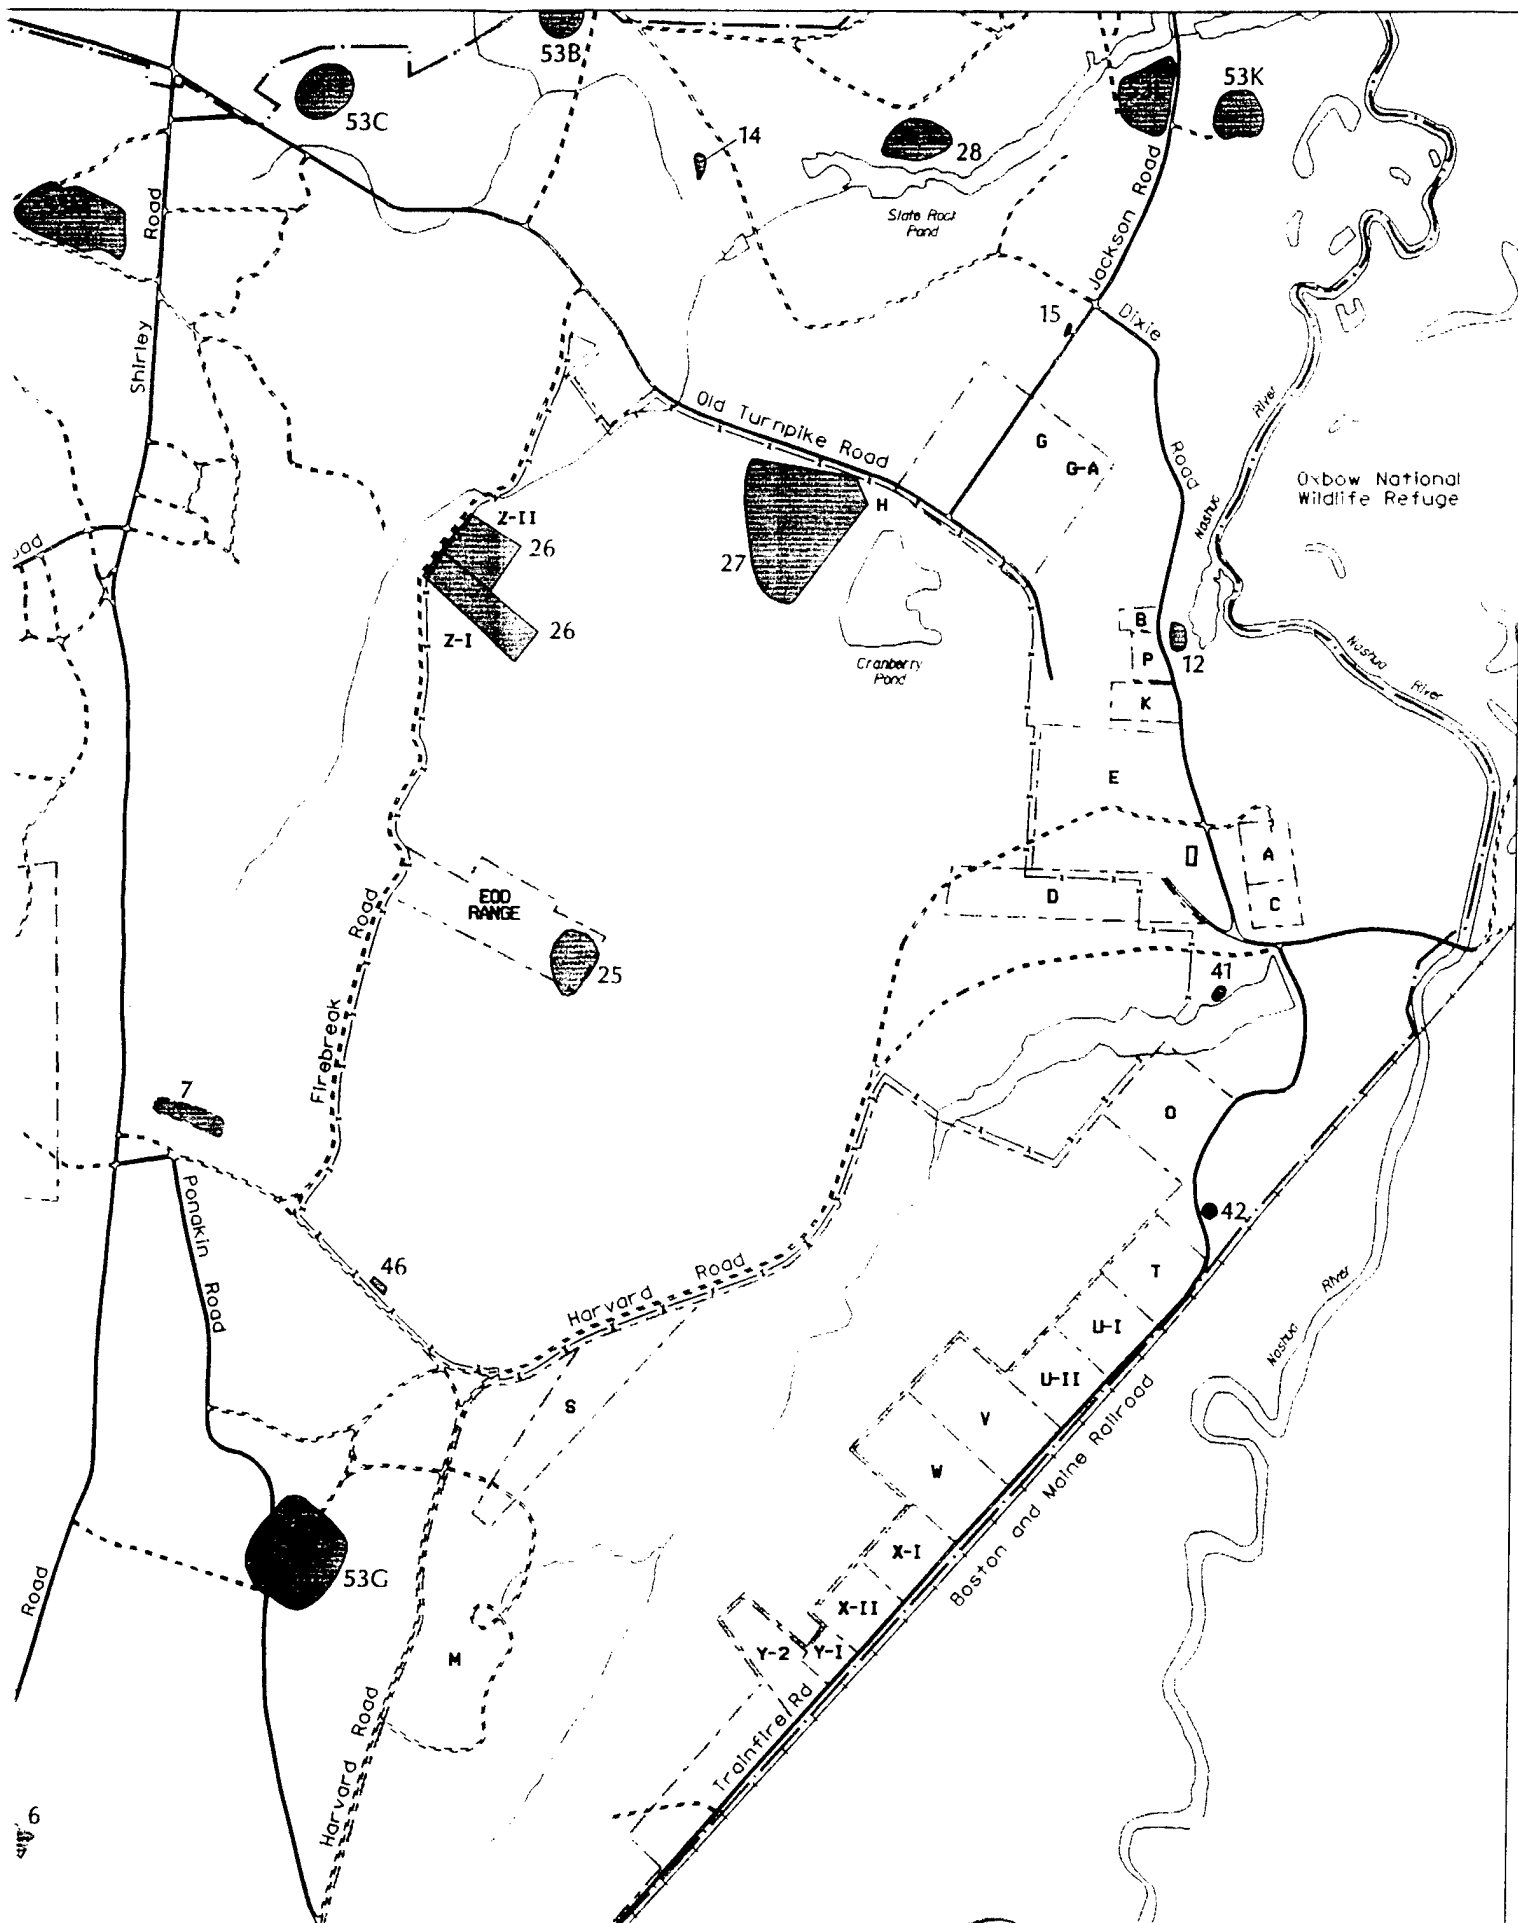 53B
53C
14
28
53K
Slate Rock
Pond
Jackson Road
Shirley Road
15
Dixie Road
Old Turnpike Road
G
G-A
H
River
Nashua
Oxbow National
Wildlife Refuge
Z-II
26
27
Z-I
26
Cranberry
Pond
B
P
12
K
Nashua River
E
A
C
D
EOD
RANGE
25
41
Firebreak Road
7
O
42
Ponakin Road
46
Harvard Road
T
U-I
U-II
River
Nashua
S
V
W
Boston and Maine Railroad
X-I
X-II
Y-2
Y-I
53G
Road
M
Harvard Road
Trainfire Rd
6